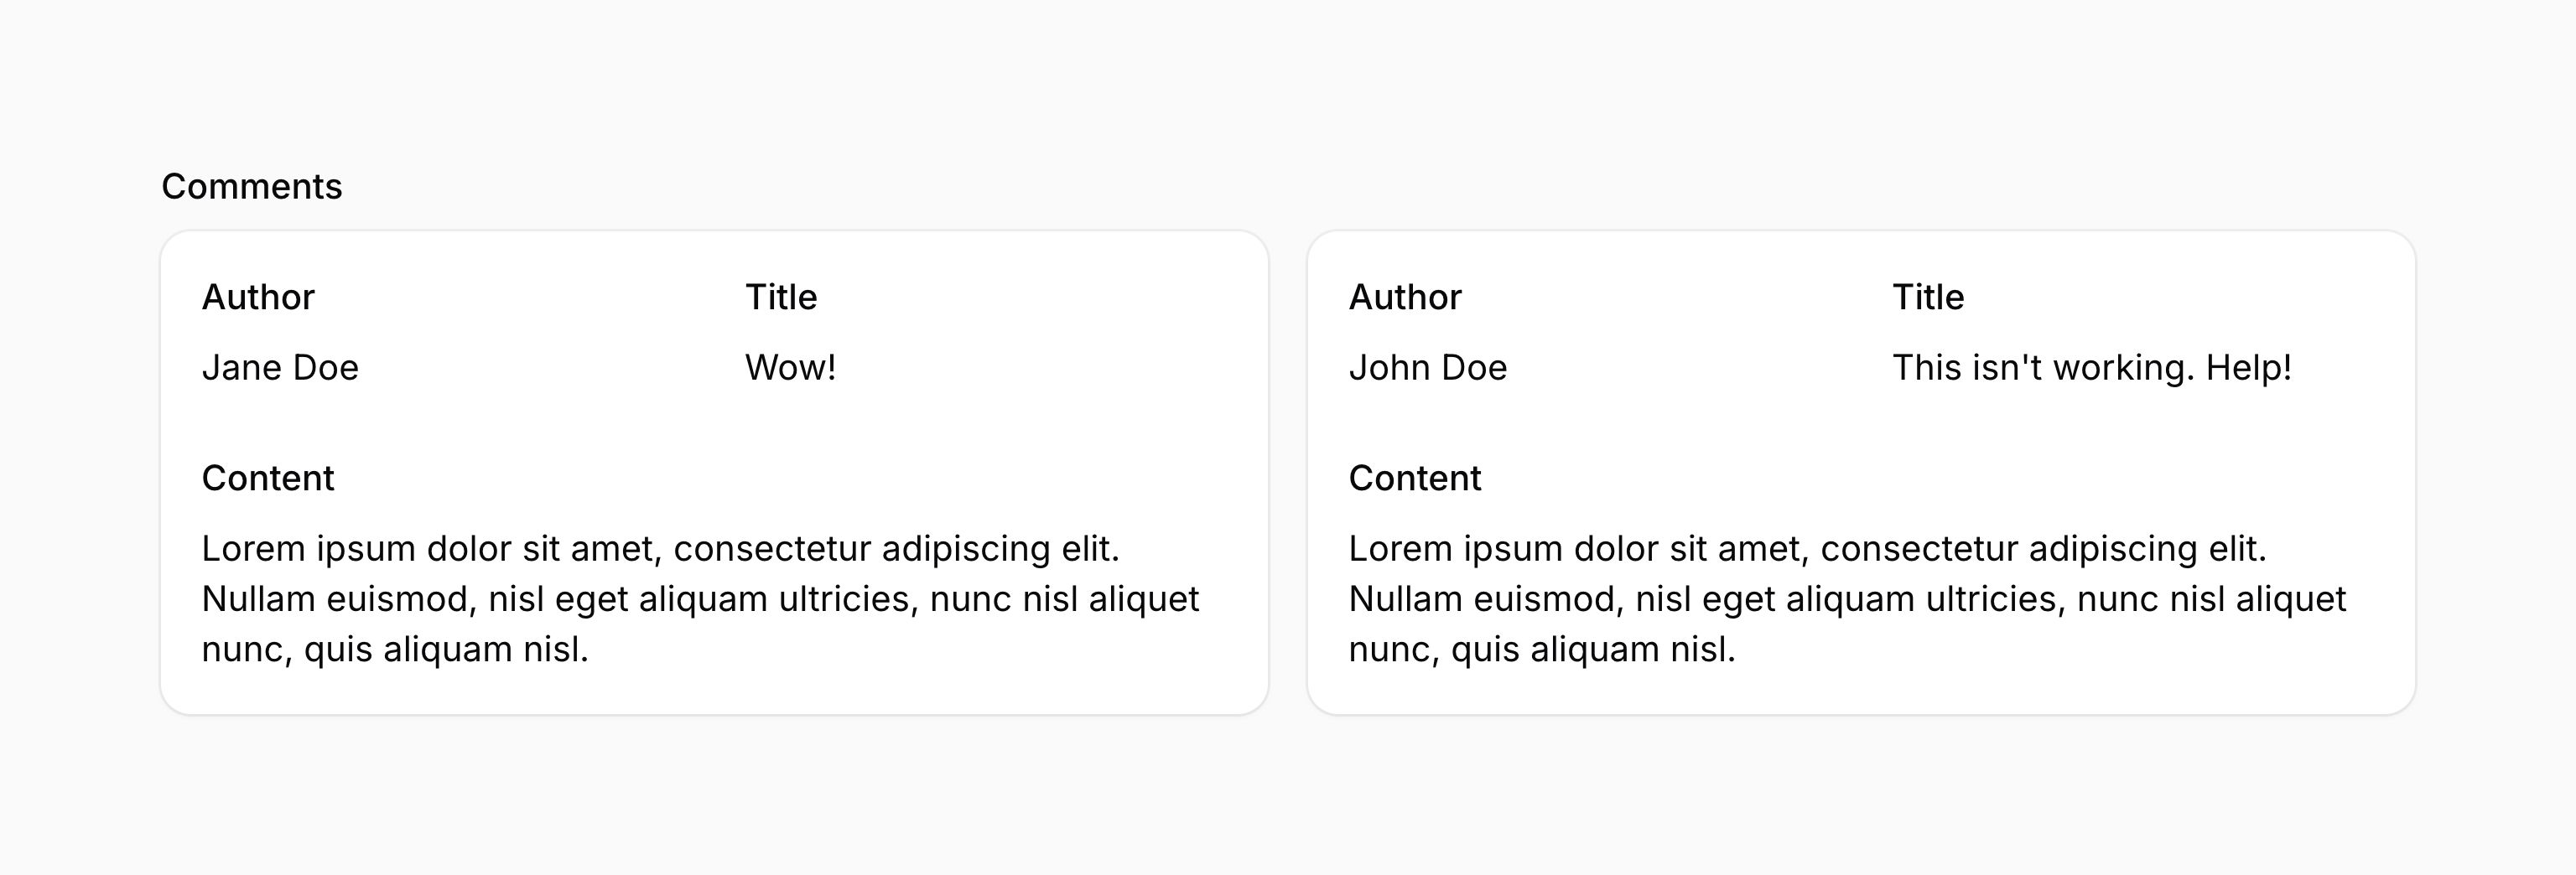 Comments
Author
Title
Jane Doe
Wow!
Content
Lorem ipsum dolor sit amet, consectetur adipiscing elit.
Nullam euismod, nisl eget aliquam ultricies, nunc nisl aliquet
nunc, quis aliquam nisl.
Author
Title
John Doe
This isn't working. Help!
Content
Lorem ipsum dolor sit amet, consectetur adipiscing elit.
Nullam euismod, nisl eget aliquam ultricies, nunc nisl aliquet
nunc, quis aliquam nisl.